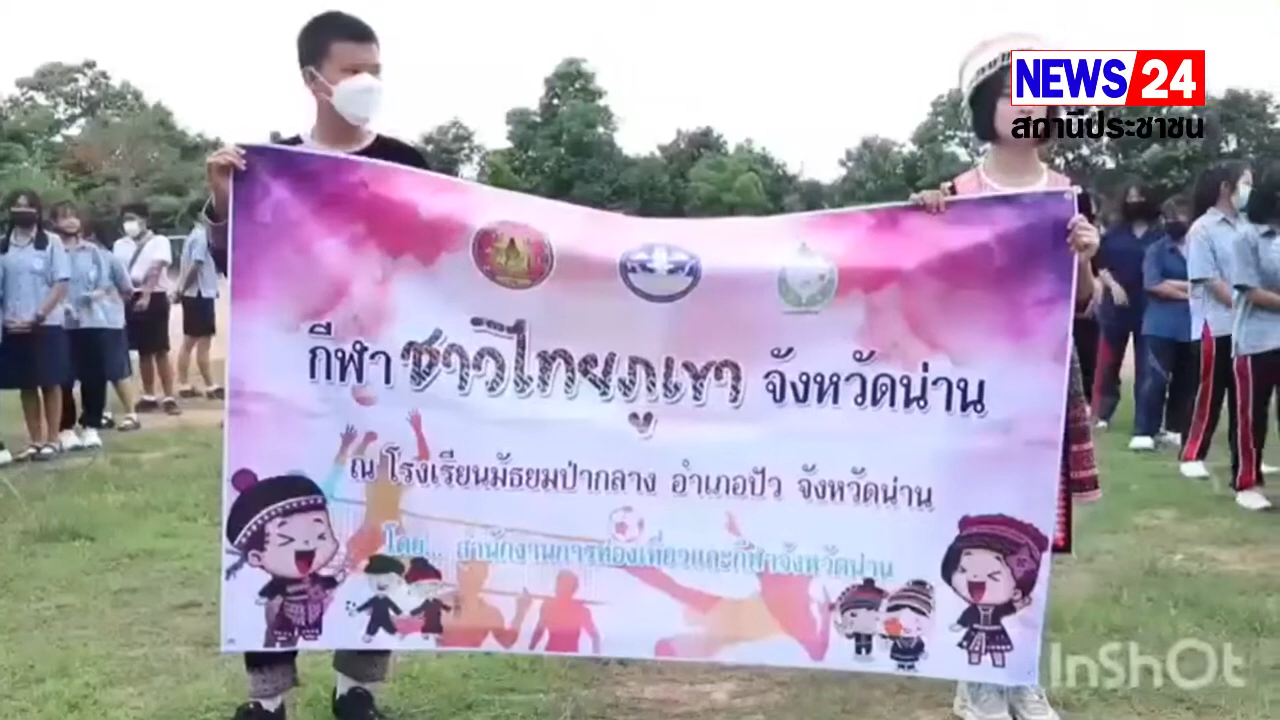 NEWS 24
สถานีประชาชน
กีฬา ชาวไทยภูเขา จังหวัดน่าน
ณ โรงเรียนมัธยมป่ากลาง อำเภอปัว จังหวัดน่าน
โดย... สำนักงานการท่องเที่ยวและกีฬาจังหวัดน่าน
InShOt